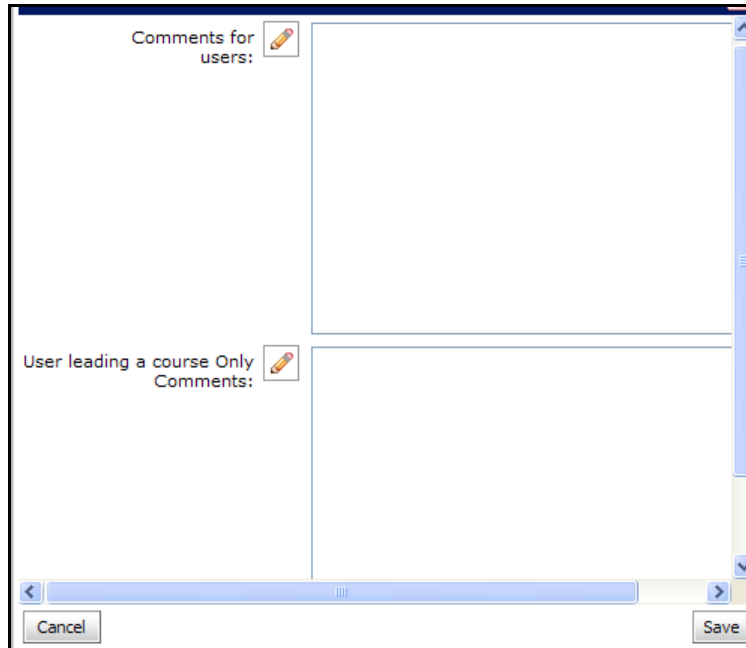 Comments for
users:
User leading a course Only
Comments:
Cancel
Save